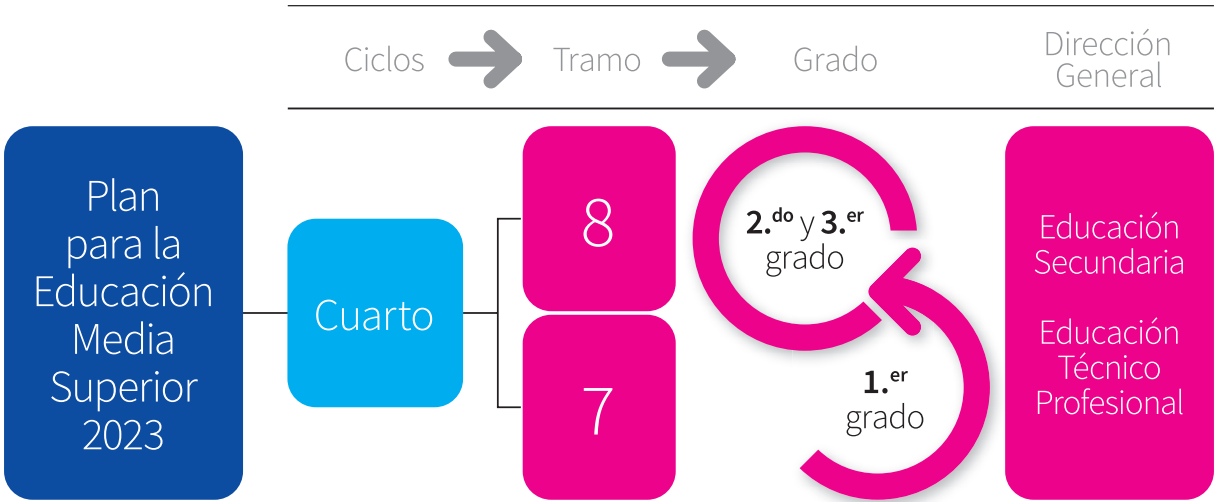 Ciclos
Tramo
Grado
Dirección
General
Plan
para la
Educación
Media
Superior
2023
Cuarto
8
7
2.do y 3.er
grado
1.er
grado
Educación
Secundaria
Educación
Técnico
Profesional